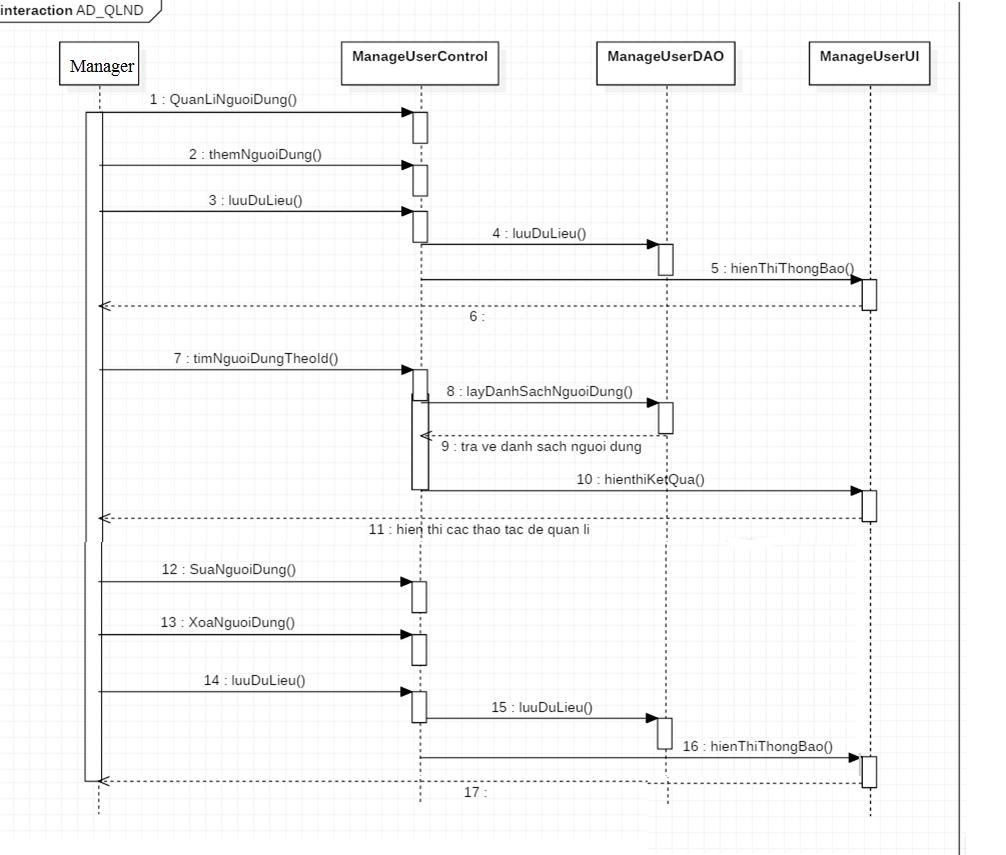 interaction AD_QLND
Manager
ManageUserControl
ManageUserDAO
ManageUserUI
1 : QuanLiNguoiDung()
2 : themNguoiDung()
3 : luuDuLieu()
4 : luuDuLieu()
5 : hienThiThongBao()
6 :
7 : timNguoiDungTheoId()
8 : layDanhSachNguoiDung()
9 : tra ve danh sach nguoi dung
10 : hienthiKetQua()
11 : hien thi cac thao tac de quan li
12 : SuaNguoiDung()
13 : XoaNguoiDung()
14 : luuDuLieu()
15 : luuDuLieu()
16 : hienThiThongBao()
17 :